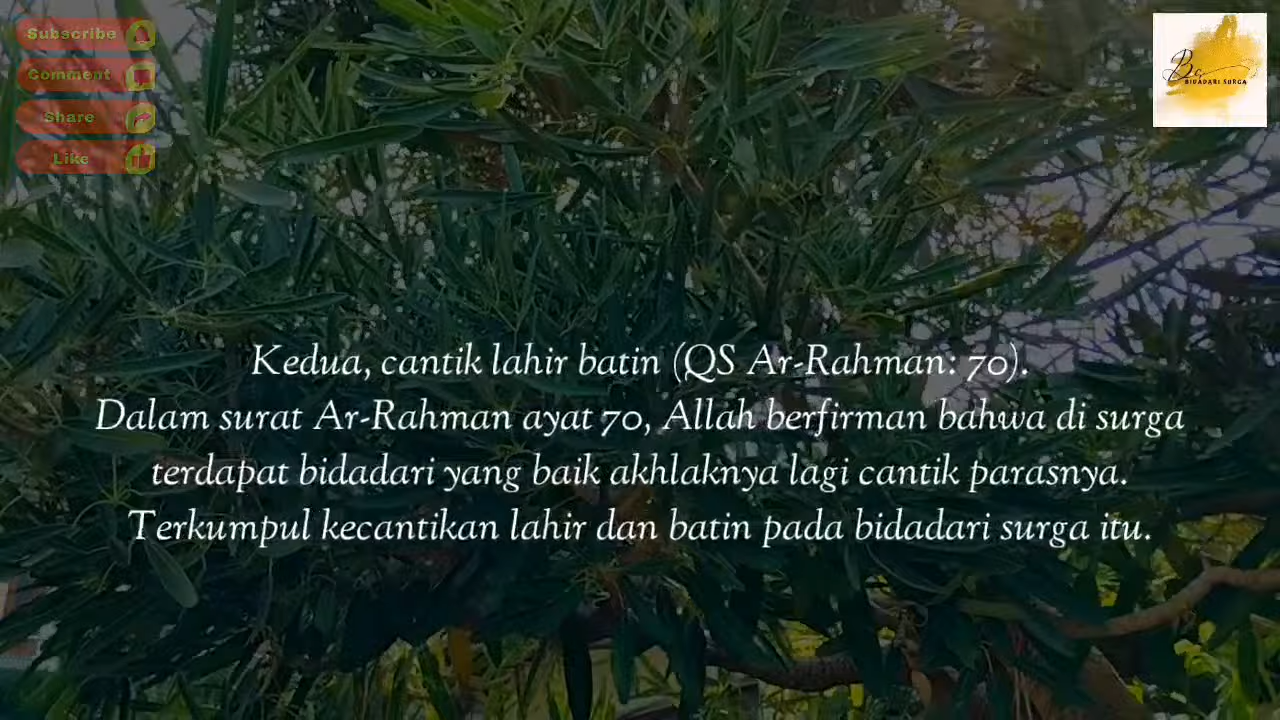 Subscribe
Comment
Share
Like
Bs
BIDADARI SURGA
Kedua, cantik lahir batin (QS Ar-Rahman: 70).
Dalam surat Ar-Rahman ayat 70, Allah berfirman bahwa di surga
terdapat bidadari yang baik akhlaknya lagi cantik parasnya.
Terkumpul kecantikan lahir dan batin pada bidadari surga itu.